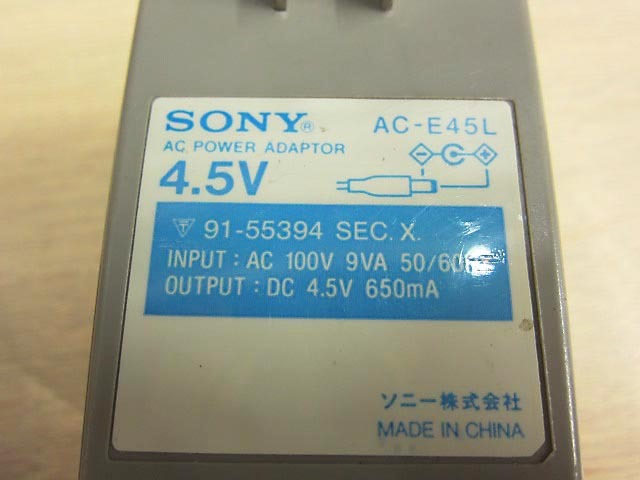 SONY®
AC-E45L
AC POWER ADAPTOR
4.5V
91-55394 SEC. X.
INPUT : AC 100V 9VA 50/60Hz
OUTPUT : DC 4.5V 650mA
ソニー株式会社
MADE IN CHINA